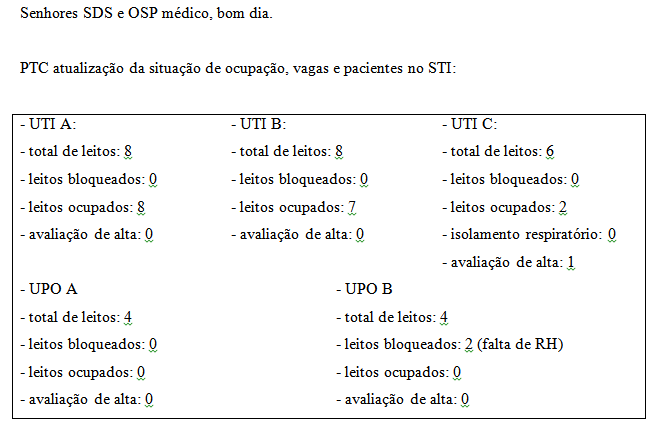 Senhores SDS e OSP médico, bom dia.
PTC atualização da situação de ocupação, vagas e pacientes no STI:
- UTI A:
- total de leitos: 8
- leitos bloqueados: 0
- leitos ocupados: 8
- avaliação de alta: 0
- UTI B:
- total de leitos: 8
- leitos bloqueados: 0
- leitos ocupados: 7
- avaliação de alta: 0
- UTI C:
- total de leitos: 6
- leitos bloqueados: 0
- leitos ocupados: 2
- isolamento respiratório: 0
- avaliação de alta: 1
- UPO A
- total de leitos: 4
- leitos bloqueados: 0
- leitos ocupados: 0
- avaliação de alta: 0
- UPO B
- total de leitos: 4
- leitos bloqueados: 2 (falta de RH)
- leitos ocupados: 0
- avaliação de alta: 0